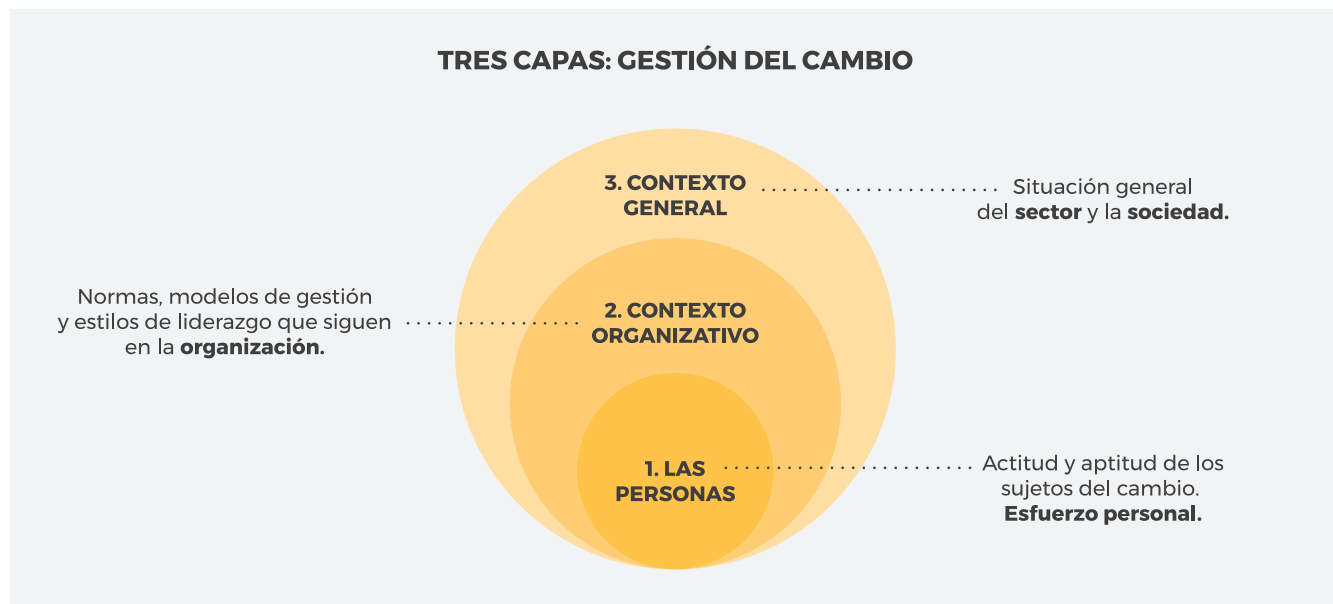 TRES CAPAS: GESTIÓN DEL CAMBIO
3. CONTEXTO
GENERAL
Situación general
del sector y la sociedad.
Normas, modelos de gestión
y estilos de liderazgo que siguen
en la organización.
2. CONTEXTO
ORGANIZATIVO
1. LAS
PERSONAS
Actitud y aptitud de los
sujetos del cambio.
Esfuerzo personal.